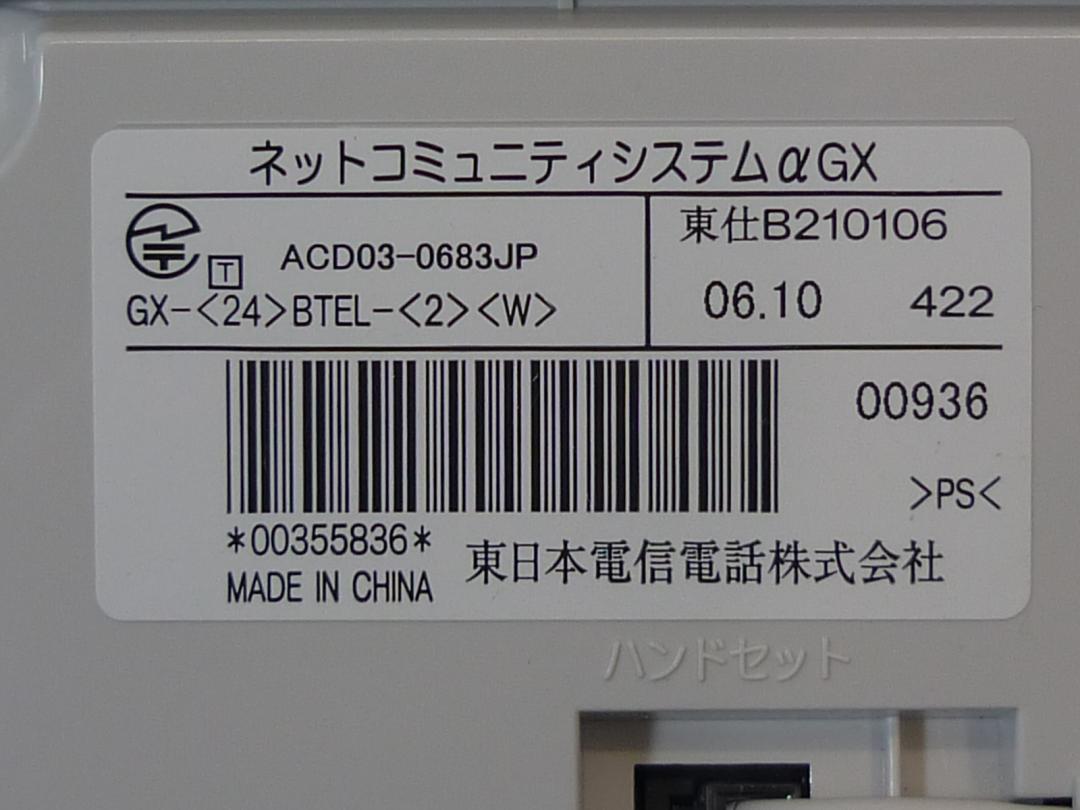 ネットコミュニティシステムαGX
T ACD03-0683JP
GX-<24>BTEL-<2><W>
東仕B210106
06.10 422
00936
>PS<
*00355836*
MADE IN CHINA
東日本電信電話株式会社
ハンドセット